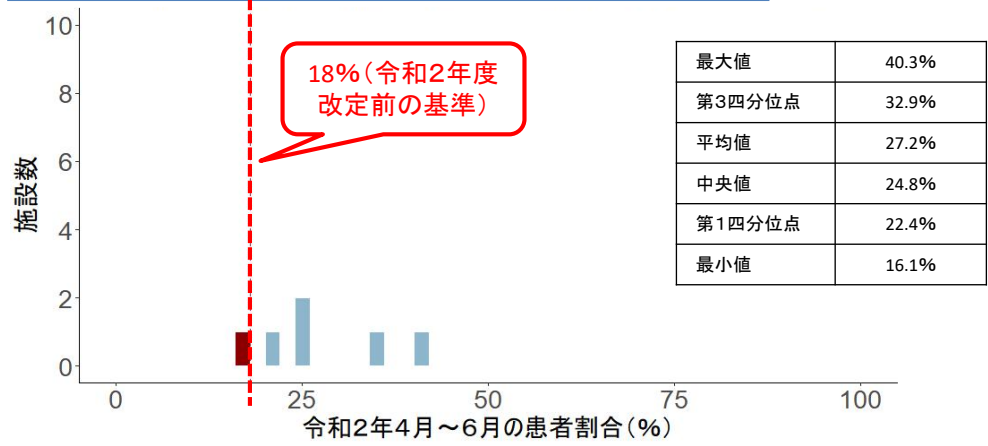 10
8
6
4
2
0
施設数
18%（令和２年度
改定前の基準）
最大値 40.3%
第３四分位点 32.9%
平均値 27.2%
中央値 24.8%
第１四分位点 22.4%
最小値 16.1%
0 25 50 75 100
令和２年４月～６月の患者割合（%）